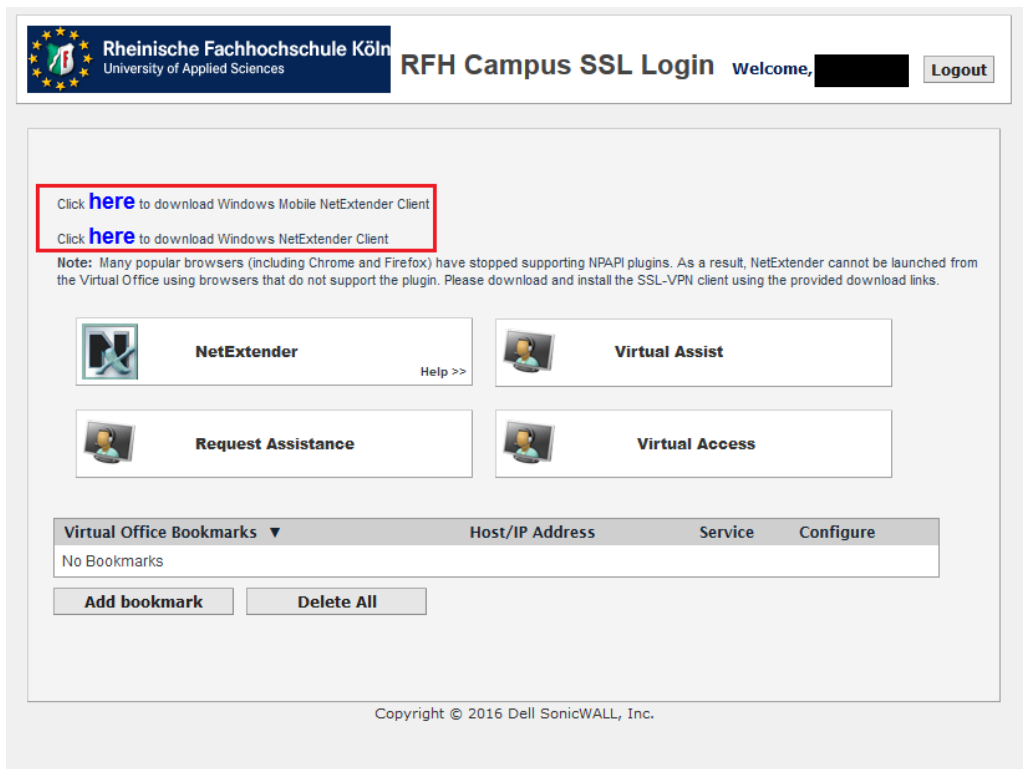 Rheinische Fachhochschule Köln
University of Applied Sciences
RFH Campus SSL Login
Welcome,
Logout
Click here to download Windows Mobile NetExtender Client
Click here to download Windows NetExtender Client
Note: Many popular browsers (including Chrome and Firefox) have stopped supporting NPAPI plugins. As a result, NetExtender cannot be launched from
the Virtual Office using browsers that do not support the plugin. Please download and install the SSL-VPN client using the provided download links.
NetExtender
Help >>
Virtual Assist
Request Assistance
Virtual Access
Virtual Office Bookmarks ▼ Host/IP Address Service Configure
No Bookmarks
Add bookmark Delete All
Copyright © 2016 Dell SonicWALL, Inc.